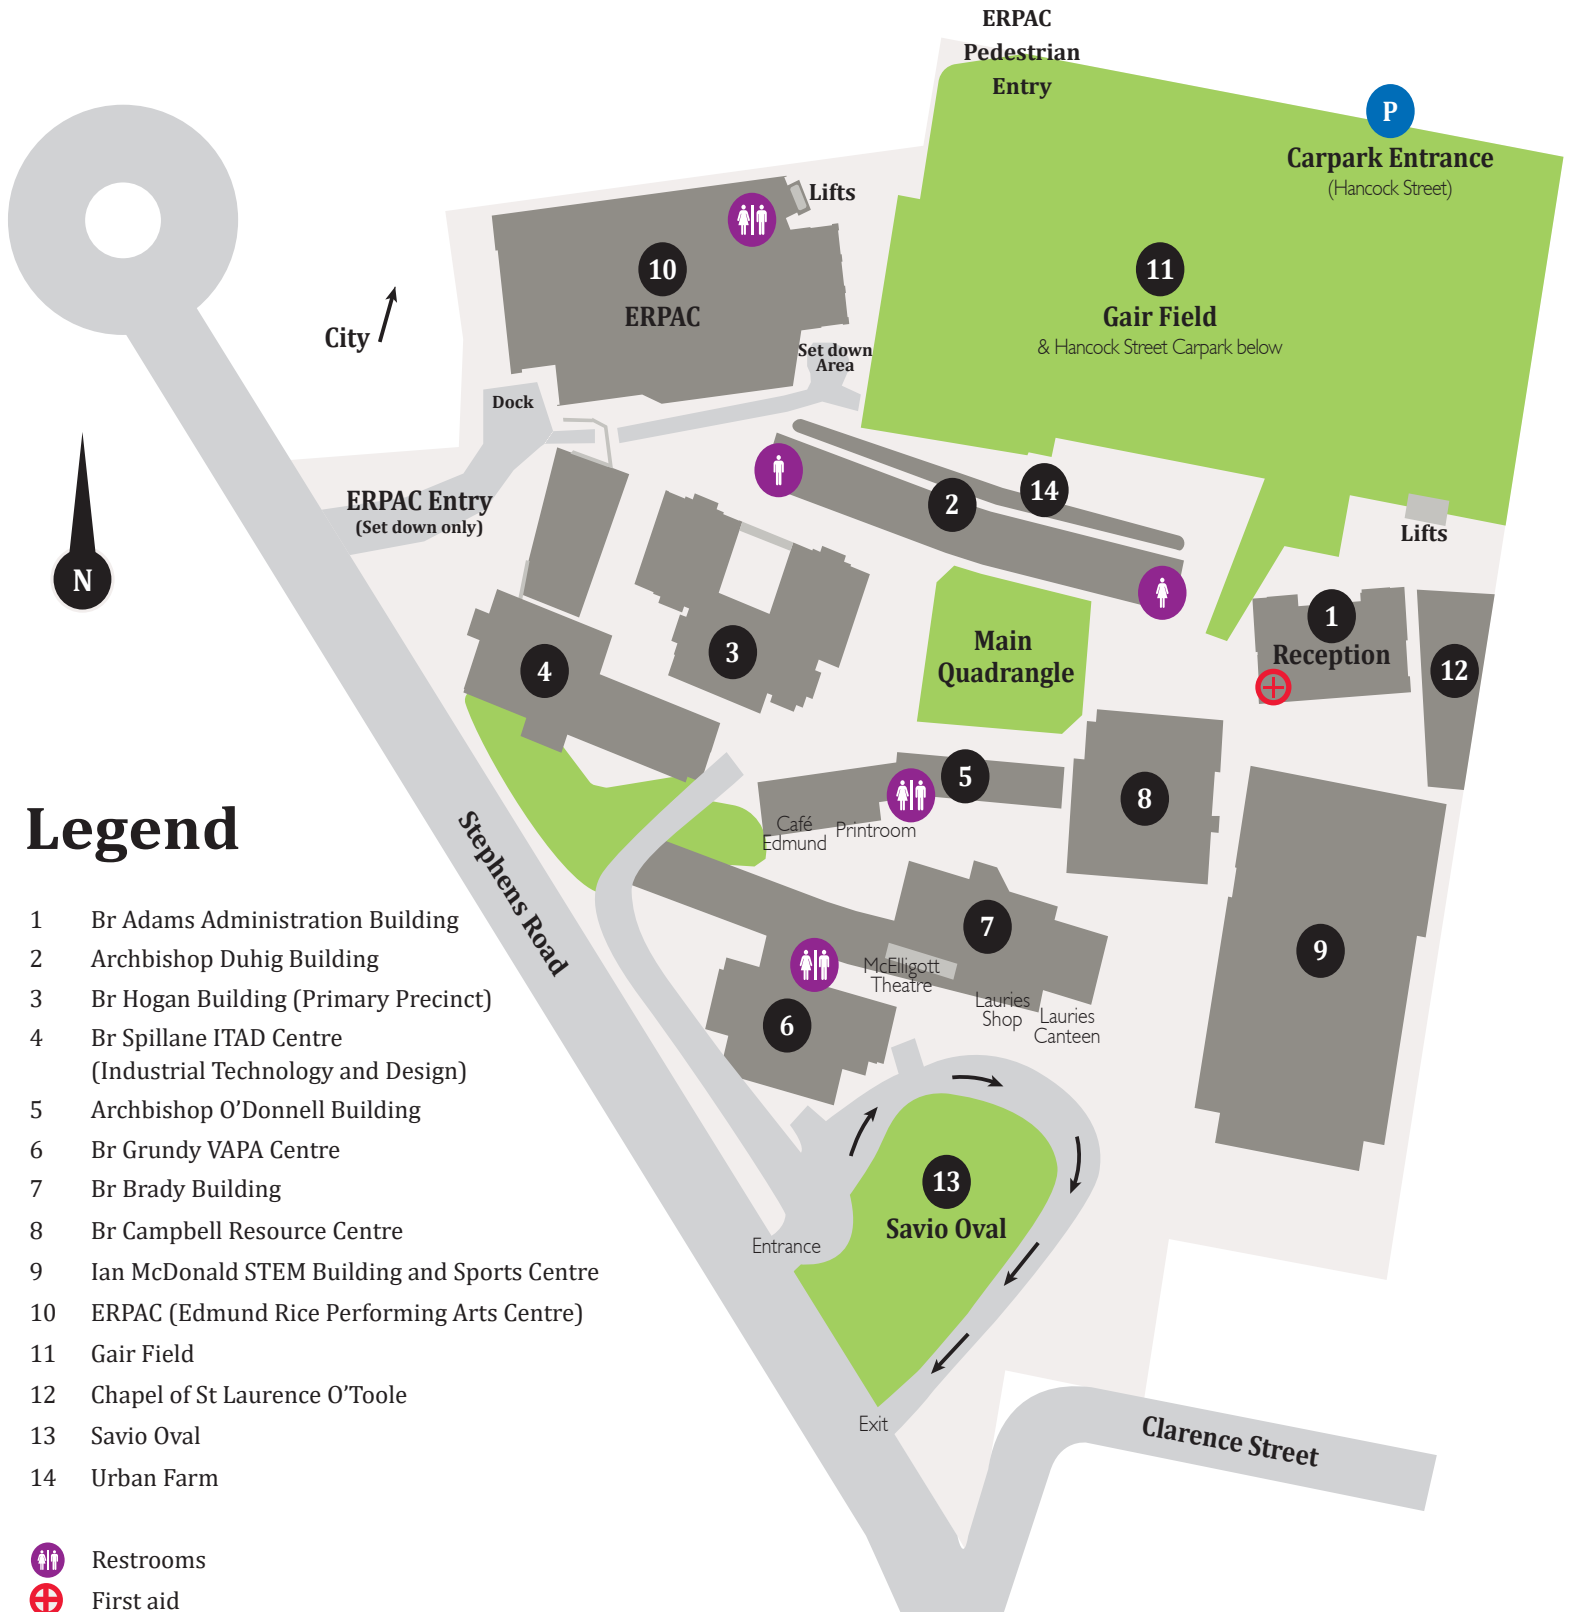 ERPAC
Pedestrian
Entry
P
Carpark Entrance
(Hancock Street)
Lifts
10
ERPAC
11
Gair Field
& Hancock Street Carpark below
City
Set down
Area
Dock
ERPAC Entry
(Set down only)
2
14
Lifts
N
1
Reception
Main
Quadrangle
3
4
12
5
8
Café
Edmund
Printroom
Stephens Road
7
9
McElligott
Theatre
Lauries
Shop
Lauries
Canteen
6
13
Savio Oval
Entrance
Exit
Clarence Street
Legend
1 Br Adams Administration Building
2 Archbishop Duhig Building
3 Br Hogan Building (Primary Precinct)
4 Br Spillane ITAD Centre
(Industrial Technology and Design)
5 Archbishop O'Donnell Building
6 Br Grundy VAPA Centre
7 Br Brady Building
8 Br Campbell Resource Centre
9 Ian McDonald STEM Building and Sports Centre
10 ERPAC (Edmund Rice Performing Arts Centre)
11 Gair Field
12 Chapel of St Laurence O'Toole
13 Savio Oval
14 Urban Farm
Restrooms
First aid